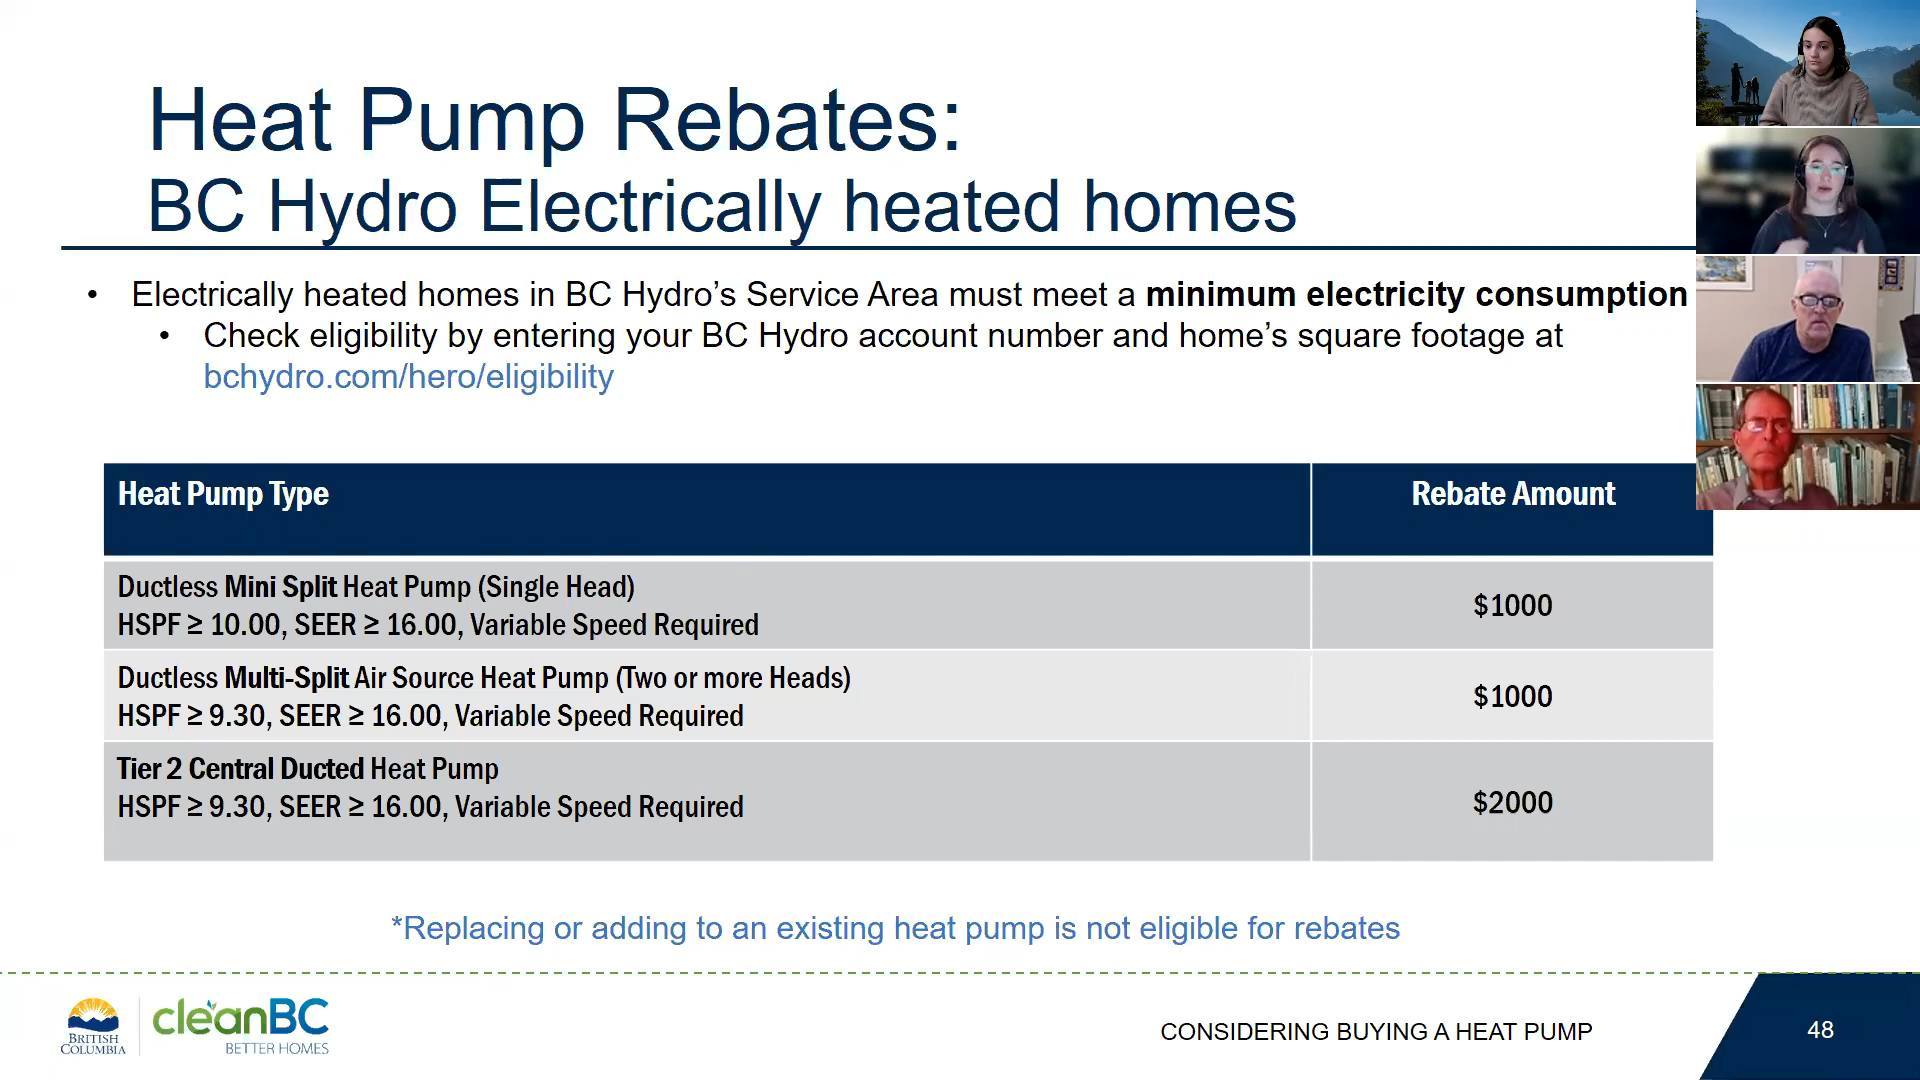 Heat Pump Rebates:
BC Hydro Electrically heated homes
• Electrically heated homes in BC Hydro’s Service Area must meet a minimum electricity consumption
• Check eligibility by entering your BC Hydro account number and home’s square footage at
bchydro.com/hero/eligibility
Heat Pump Type
Rebate Amount
Ductless Mini Split Heat Pump (Single Head)
HSPF ≥ 10.00, SEER ≥ 16.00, Variable Speed Required
$1000
Ductless Multi-Split Air Source Heat Pump (Two or more Heads)
HSPF ≥ 9.30, SEER ≥ 16.00, Variable Speed Required
$1000
Tier 2 Central Ducted Heat Pump
HSPF ≥ 9.30, SEER ≥ 16.00, Variable Speed Required
$2000
*Replacing or adding to an existing heat pump is not eligible for rebates
BRITISH
COLUMBIA
cleanBC
BETTER HOMES
CONSIDERING BUYING A HEAT PUMP
48